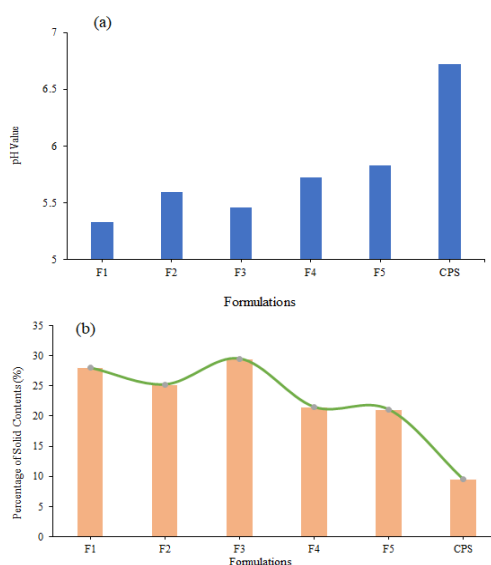 (a)
7
6.5
6
5.5
5
pH Value
F1 F2 F3 F4 F5 CPS
Formulations
(b)
35
30
25
20
15
10
5
0
Percentage of Solid Contents (%)
F1 F2 F3 F4 F5 CPS
Formulations